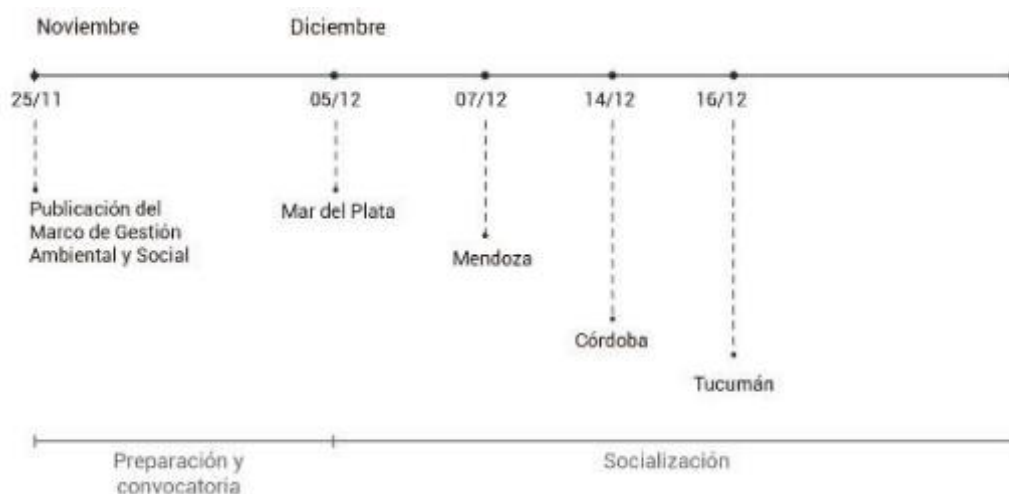 Noviembre
Diciembre
25/11
05/12
07/12
14/12
16/12
Publicación del
Marco de Gestión
Ambiental y Social
Mar del Plata
Mendoza
Córdoba
Tucumán
Preparación y
convocatoria
Socialización